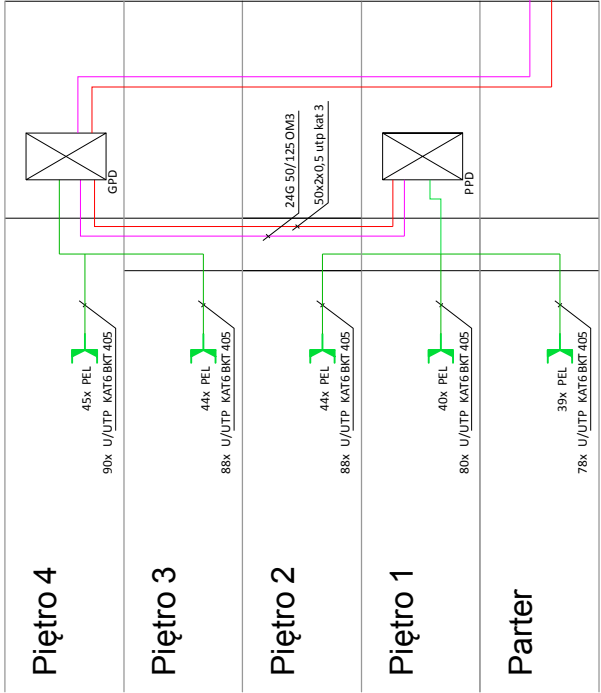 GPD
PPD
24G 50/125 OM3
50x2x0,5 utp kat 3
45x PEL
90x U/UTP KAT6 BKT 405
44x PEL
88x U/UTP KAT6 BKT 405
44x PEL
88x U/UTP KAT6 BKT 405
40x PEL
80x U/UTP KAT6 BKT 405
39x PEL
78x U/UTP KAT6 BKT 405
Piętro 4
Piętro 3
Piętro 2
Piętro 1
Parter